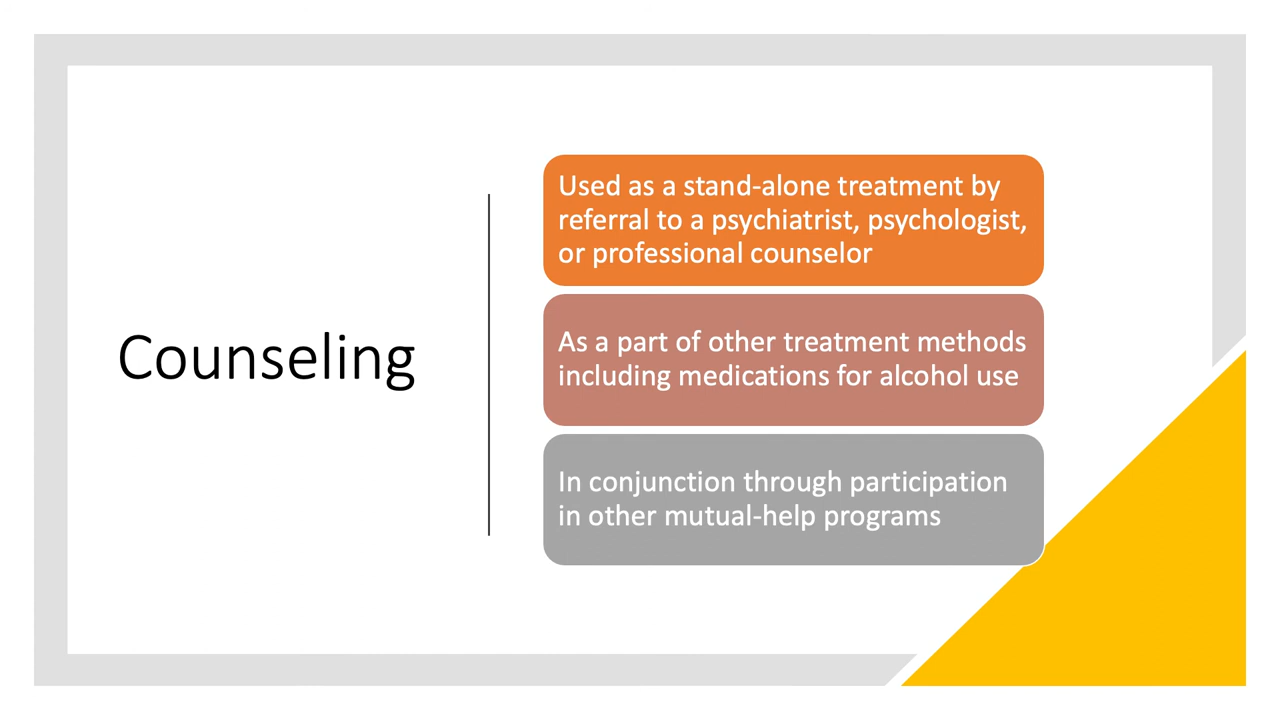 Counseling
Used as a stand-alone treatment by
referral to a psychiatrist, psychologist,
or professional counselor
As a part of other treatment methods
including medications for alcohol use
In conjunction through participation
in other mutual-help programs